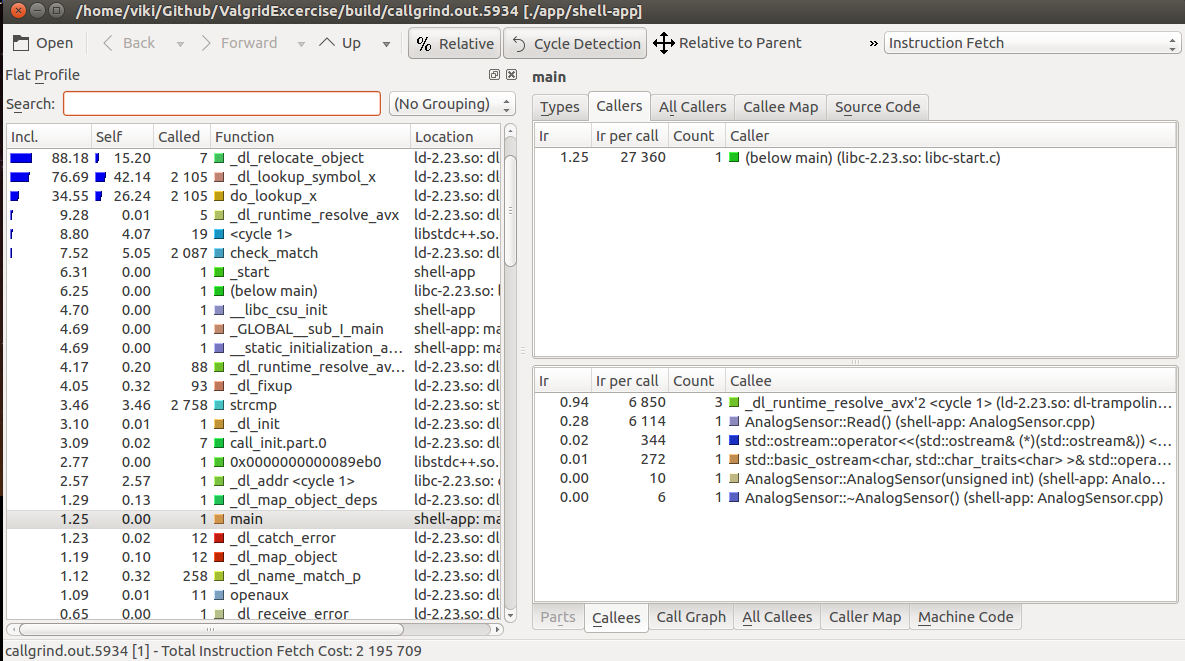 /home/viki/Github/ValgridExcercise/build/callgrind.out.5934 [./app/shell-app]
Open Back Forward Up % Relative Cycle Detection Relative to Parent » Instruction Fetch
Flat Profile
Search: (No Grouping)
Incl. Self Called Function Location
88.18 15.20 7 _dl_relocate_object ld-2.23.so: dl
76.69 42.14 2 105 _dl_lookup_symbol_x ld-2.23.so: dl
34.55 26.24 2 105 do_lookup_x ld-2.23.so: dl
9.28 0.01 5 _dl_runtime_resolve_avx ld-2.23.so: dl
8.80 4.07 19 <cycle 1> libstdc++.so.
7.52 5.05 2 087 check_match ld-2.23.so: dl
6.31 0.00 1 _start shell-app
6.25 0.00 1 (below main) libc-2.23.so: l
4.70 0.00 1 __libc_csu_init shell-app
4.69 0.00 1 _GLOBAL__sub_I_main shell-app: ma
4.69 0.00 1 __static_initialization_a... shell-app: ma
4.17 0.20 88 _dl_runtime_resolve_av... ld-2.23.so: dl
4.05 0.32 93 _dl_fixup ld-2.23.so: dl
3.46 3.46 2 758 strcmp ld-2.23.so: st
3.10 0.01 1 _dl_init ld-2.23.so: dl
3.09 0.02 7 call_init.part.0 ld-2.23.so: dl
2.77 0.00 1 0x0000000000089eb0 libstdc++.so.
2.57 2.57 1 _dl_addr <cycle 1> libc-2.23.so: d
1.29 0.13 1 _dl_map_object_deps ld-2.23.so: dl
1.25 0.00 1 main shell-app: ma
1.23 0.02 12 _dl_catch_error ld-2.23.so: dl
1.19 0.10 12 _dl_map_object ld-2.23.so: dl
1.12 0.32 258 _dl_name_match_p ld-2.23.so: dl
1.09 0.01 11 openaux ld-2.23.so: dl
0.65 0.00 1 _dl_receive_error ld-2.23.so: dl
main
Types Callers All Callers Callee Map Source Code
Ir Ir per call Count Caller
1.25 27 360 1 (below main) (libc-2.23.so: libc-start.c)
Ir Ir per call Count Callee
0.94 6 850 3 _dl_runtime_resolve_avx'2 <cycle 1> (ld-2.23.so: dl-trampolin...
0.28 6 114 1 AnalogSensor::Read() (shell-app: AnalogSensor.cpp)
0.02 344 1 std::ostream::operator<<(std::ostream& (*)(std::ostream&)) <...
0.01 272 1 std::basic_ostream<char, std::char_traits<char> >& std::opera...
0.00 10 1 AnalogSensor::AnalogSensor(unsigned int) (shell-app: Analo...
0.00 6 1 AnalogSensor::~AnalogSensor() (shell-app: AnalogSensor.cpp)
Parts Callees Call Graph All Callees Caller Map Machine Code
callgrind.out.5934 [1] - Total Instruction Fetch Cost: 2 195 709